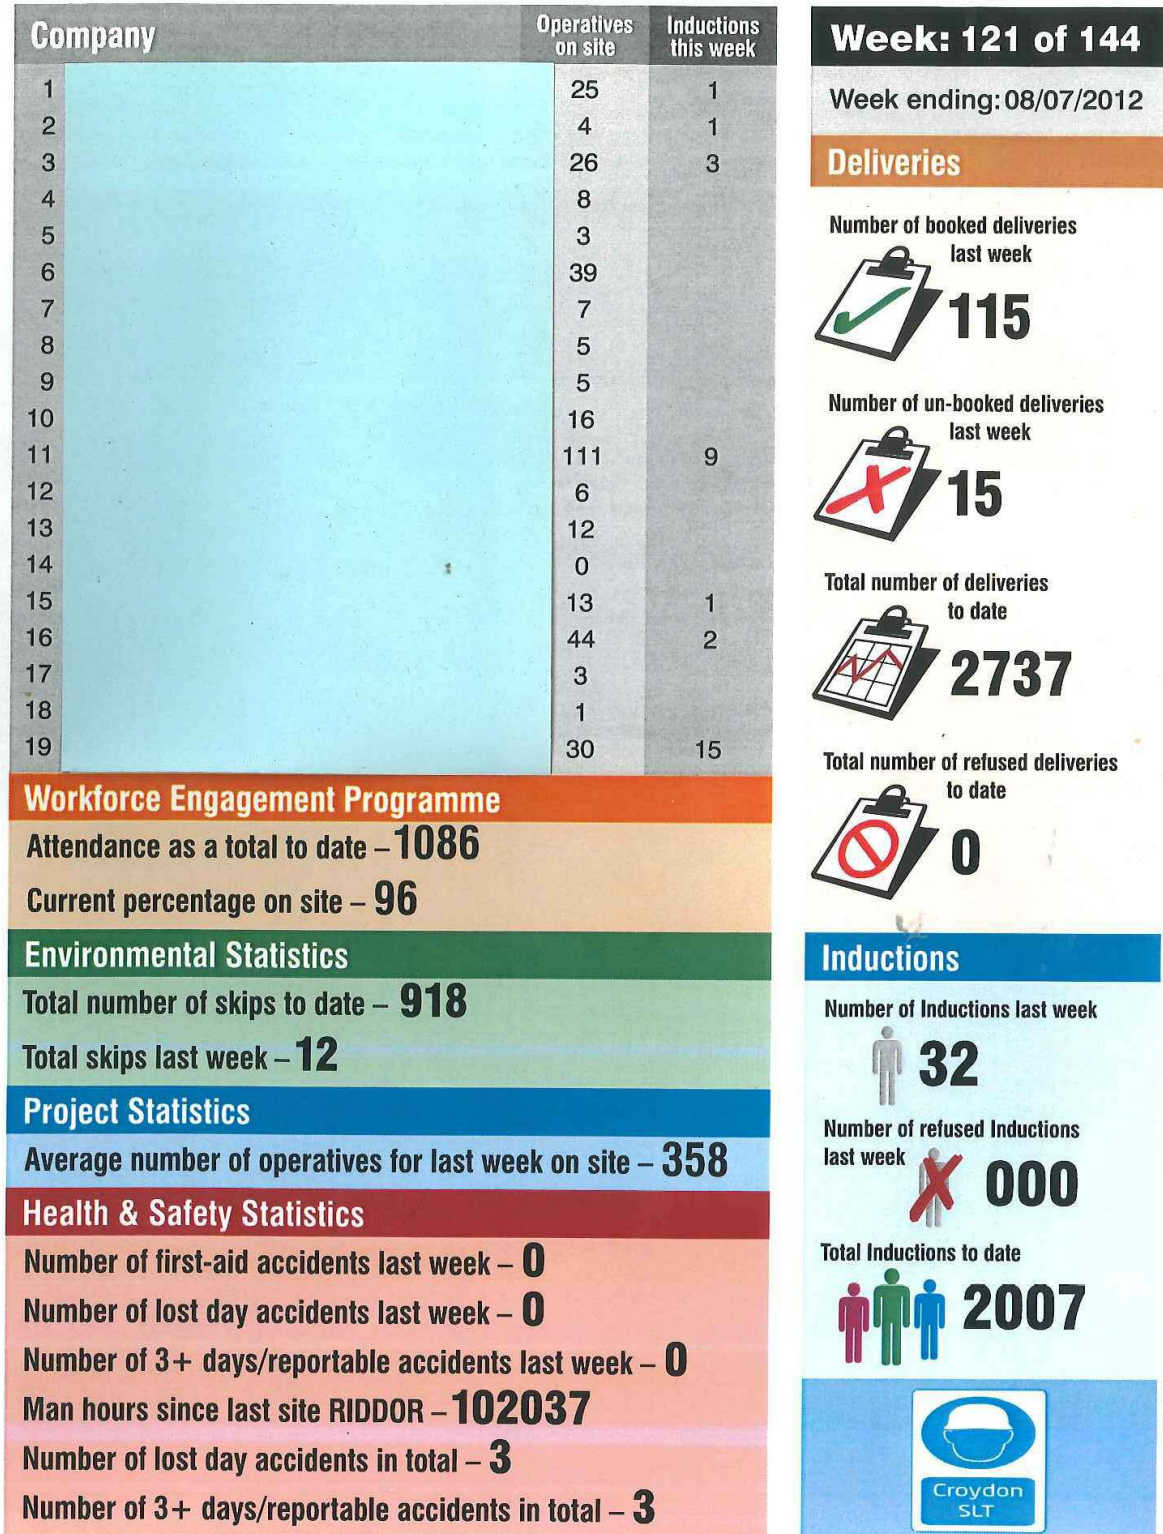 Company Operatives on site Inductions this week
1 25 1
2 4 1
3 26 3
4 8
5 3
6 39
7 7
8 5
9 5
10 16
11 111 9
12 6
13 12
14 0
15 13 1
16 44 2
17 3
18 1
19 30 15
Workforce Engagement Programme
Attendance as a total to date – 1086
Current percentage on site – 96
Environmental Statistics
Total number of skips to date – 918
Total skips last week – 12
Project Statistics
Average number of operatives for last week on site – 358
Health & Safety Statistics
Number of first-aid accidents last week – 0
Number of lost day accidents last week – 0
Number of 3+ days/reportable accidents last week – 0
Man hours since last site RIDDOR – 102037
Number of lost day accidents in total – 3
Number of 3+ days/reportable accidents in total – 3
Week: 121 of 144
Week ending: 08/07/2012
Deliveries
Number of booked deliveries
last week
115
Number of un-booked deliveries
last week
15
Total number of deliveries
to date
2737
Total number of refused deliveries
to date
0
Inductions
Number of Inductions last week
32
Number of refused Inductions
last week
000
Total Inductions to date
2007
Croydon
SLT